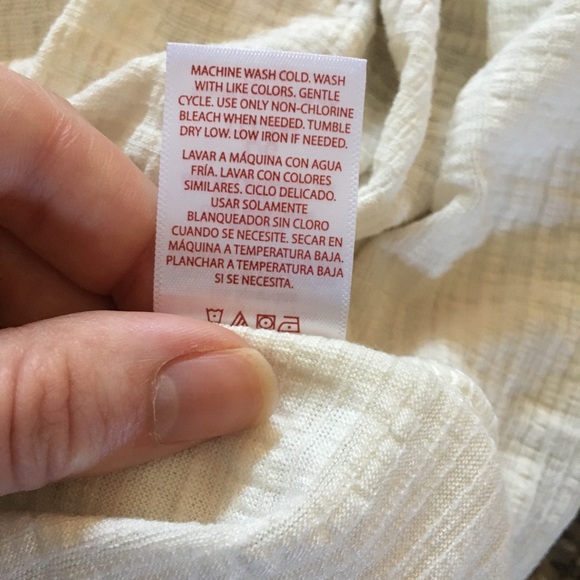 MACHINE WASH COLD. WASH
WITH LIKE COLORS. GENTLE
CYCLE. USE ONLY NON-CHLORINE
BLEACH WHEN NEEDED. TUMBLE
DRY LOW. LOW IRON IF NEEDED.
LAVAR A MÁQUINA CON AGUA
FRÍA. LAVAR CON COLORES
SIMILARES. CICLO DELICADO.
USAR SOLAMENTE
BLANQUEADOR SIN CLORO
CUANDO SE NECESITE. SECAR EN
MÁQUINA A TEMPERATURA BAJA.
PLANCHAR A TEMPERATURA BAJA
SI SE NECESITA.